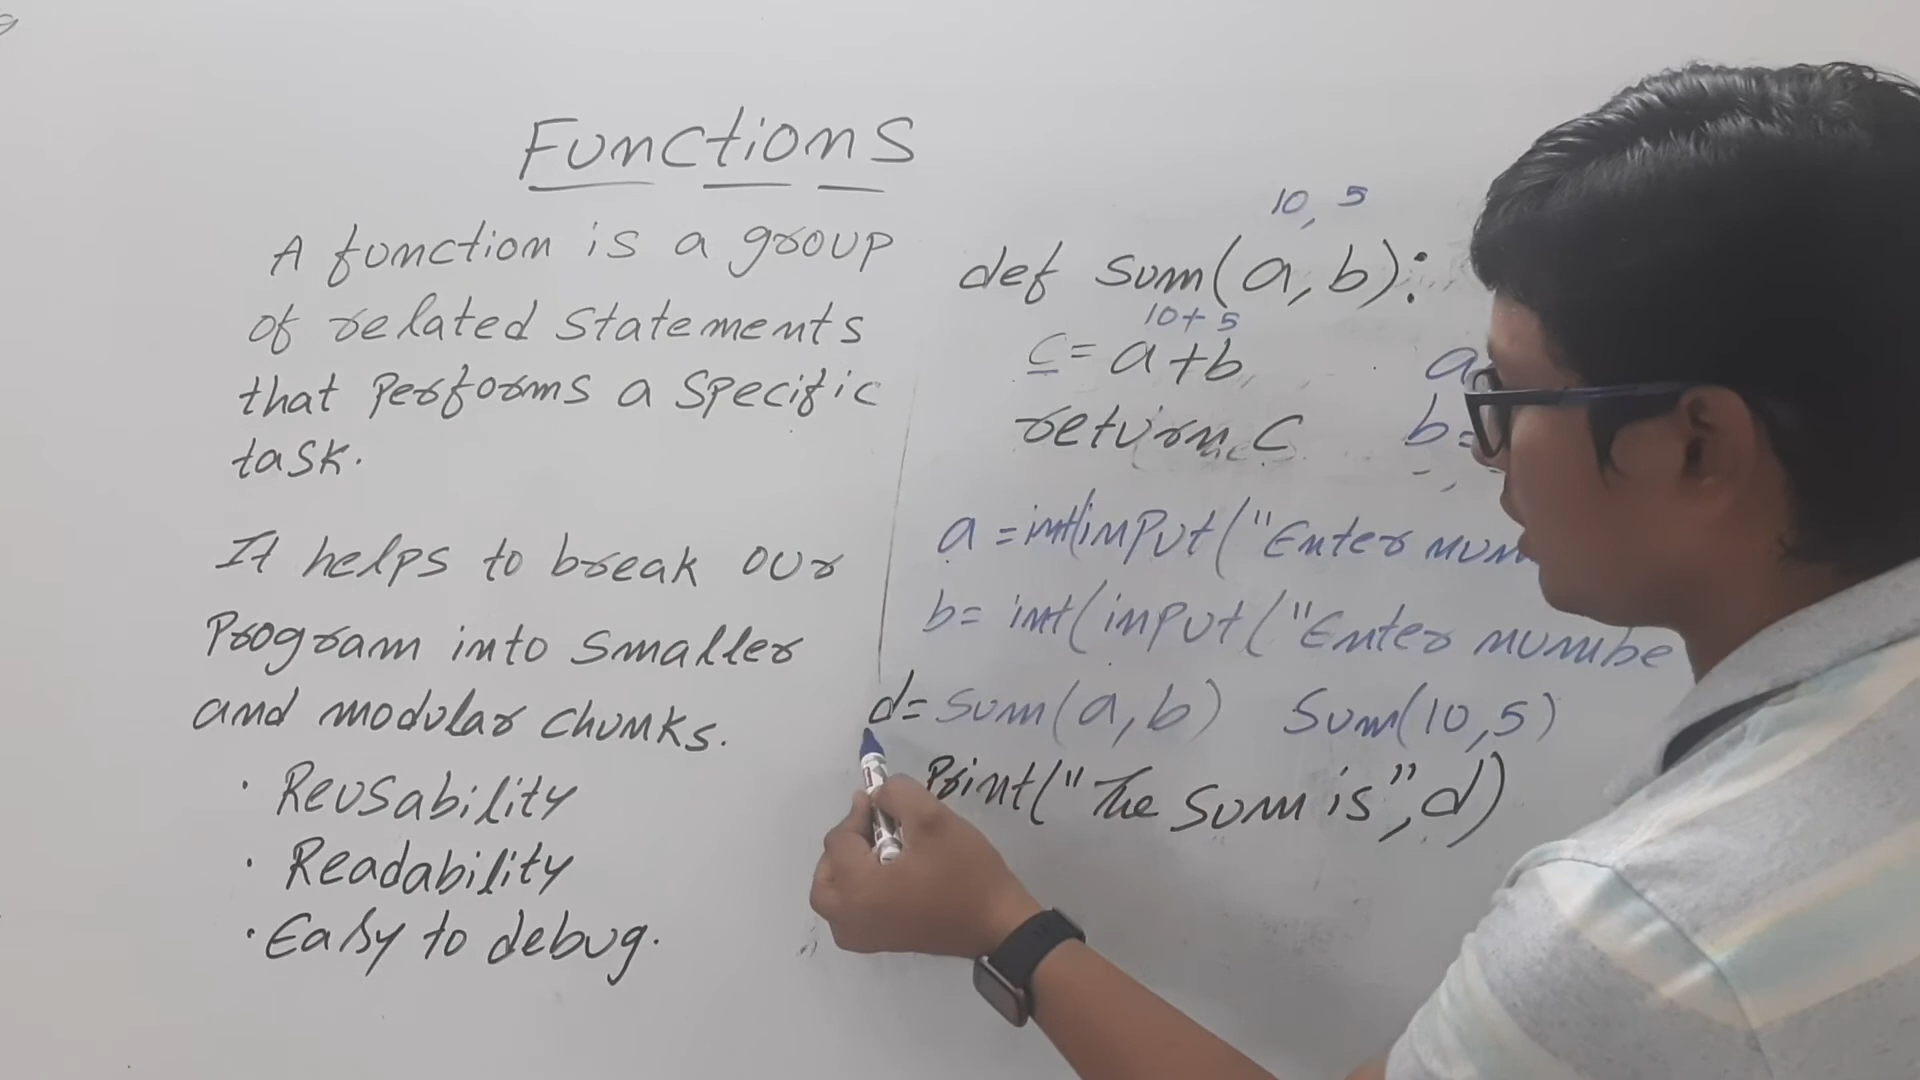 Functions
A function is a group
of related statements
that performs a specific
task.
It helps to break our
Program into smaller
and modular chunks.
· Reusability
· Readability
· Easy to debug.
10, 5
def sum(a,b):
10+5
c = a+b
return c
a
b=
a =int(input("Enter num
b= int(input("Enter numbe
d= sum(a,b) Sum(10,5)
Print("The sum is",d)